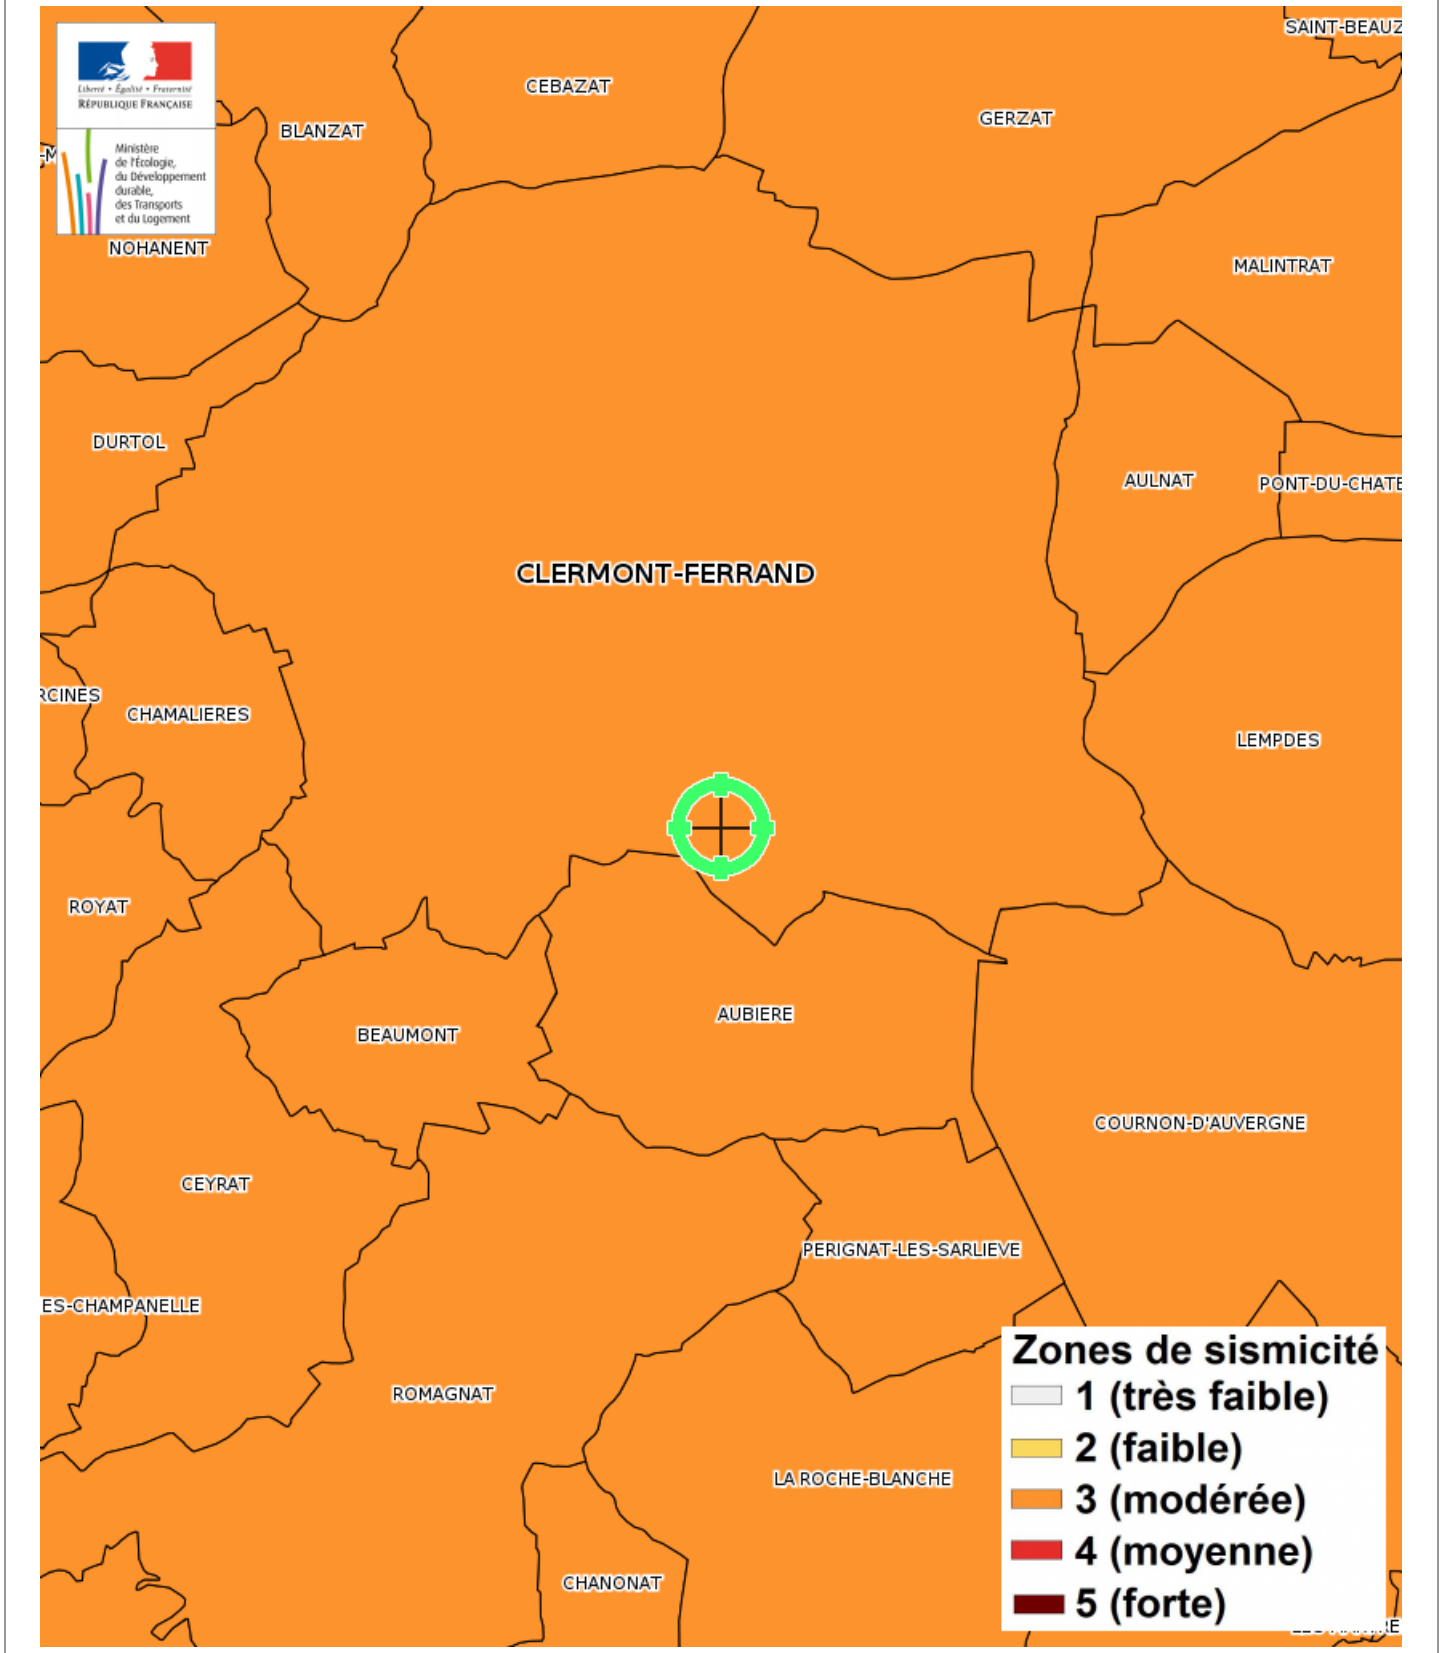 SAINT-BEAUZ
Liberté • Égalité • Fraternité
RÉPUBLIQUE FRANÇAISE
CEBAZAT
GERZAT
BLANZAT
Ministère
de l'Écologie,
du Développement
durable,
des Transports
et du Logement
-M
NOHANENT
MALINTRAT
DURTOL
AULNAT
PONT-DU-CHATE
CLERMONT-FERRAND
RCINES
CHAMALIERES
LEMPDES
ROYAT
AUBIERE
BEAUMONT
COURNON-D'AUVERGNE
CEYRAT
PERIGNAT-LES-SARLIEVE
ES-CHAMPANELLE
ROMAGNAT
LA ROCHE-BLANCHE
CHANONAT
Zones de sismicité
1 (très faible)
2 (faible)
3 (modérée)
4 (moyenne)
5 (forte)